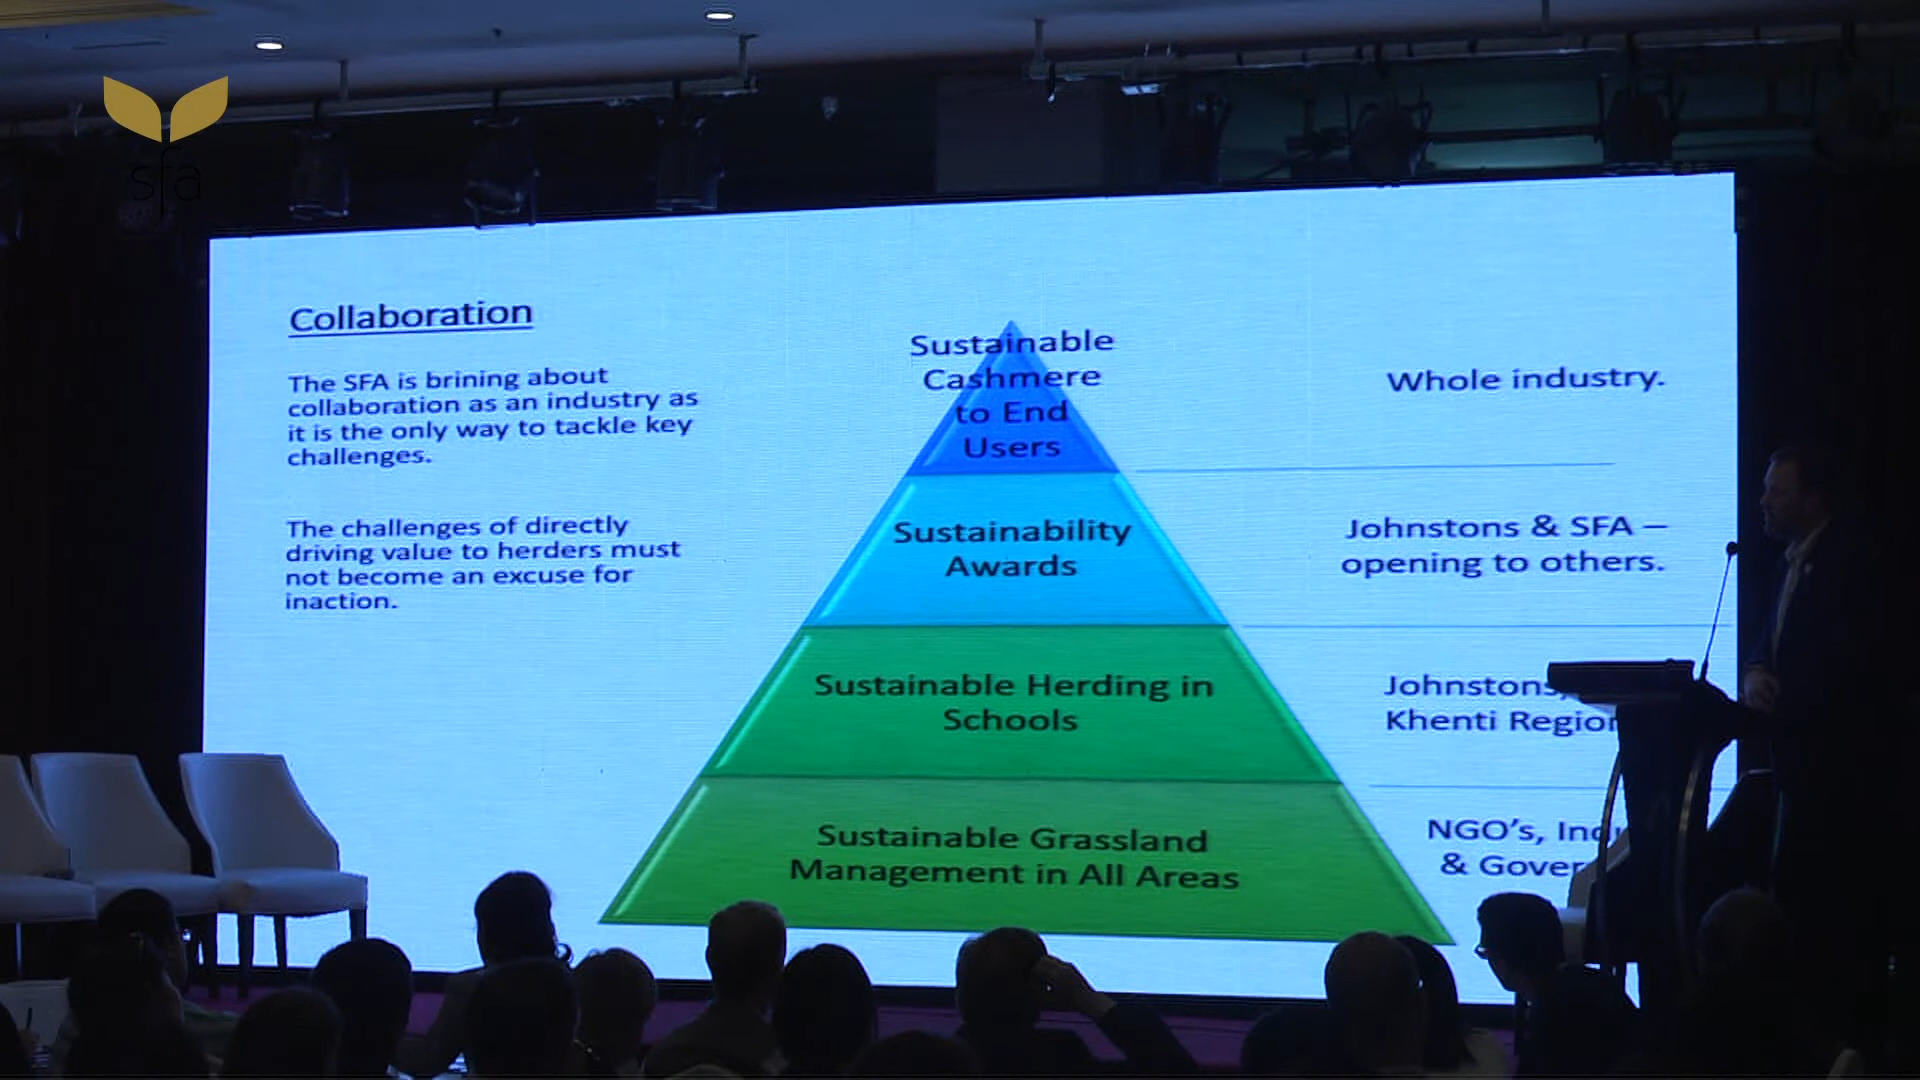 sfa
Collaboration
The SFA is brining about
collaboration as an industry as
it is the only way to tackle key
challenges.
The challenges of directly
driving value to herders must
not become an excuse for
inaction.
Sustainable
Cashmere
to End
Users
Whole industry.
Sustainability
Awards
Johnstons & SFA –
opening to others.
Sustainable Herding in
Schools
Johnstons,
Khenti
Sustainable Grassland
Management in All Areas
NGO's,
&